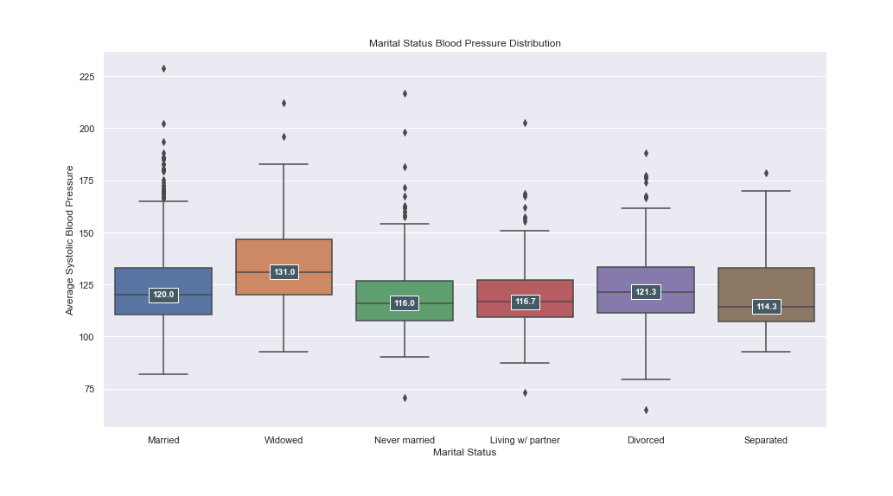 Marital Status Blood Pressure Distribution
Average Systolic Blood Pressure
225
200
175
150
125
100
75
120.0
131.0
116.0
116.7
121.3
114.3
Married
Widowed
Never married
Living w/ partner
Divorced
Separated
Marital Status